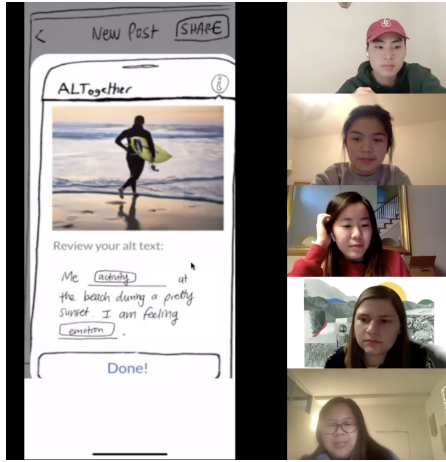 < New Post SHARE
ALTogether i
Review your alt text:
Me activity at
the beach during a pretty
sunset. I am feeling
emotion .
Done!